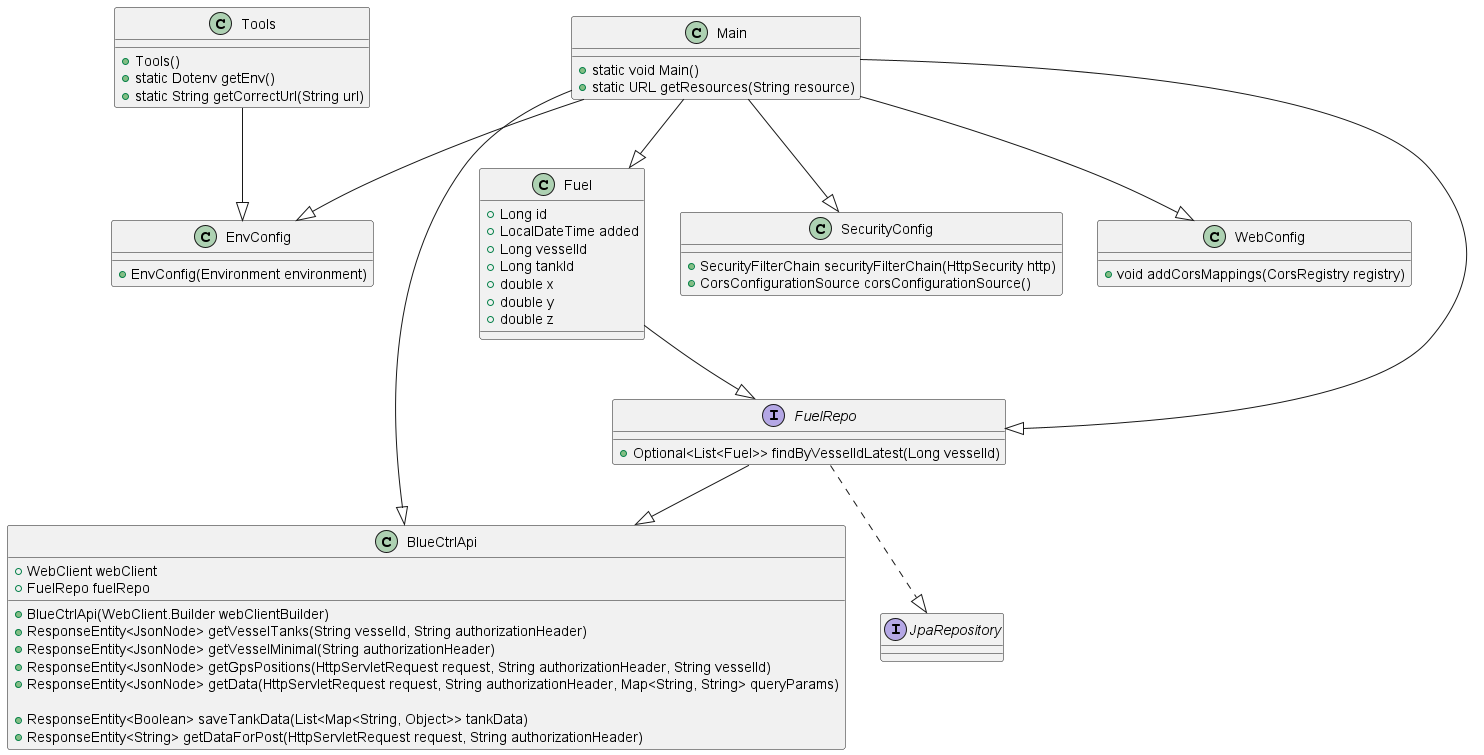 C Tools
Tools()
static Dotenv getEnv()
static String getCorrectUrl(String url)
C Main
static void Main()
static URL getResources(String resource)
C EnvConfig
EnvConfig(Environment environment)
C Fuel
Long id
LocalDateTime added
Long vesselId
Long tankId
double x
double y
double z
C SecurityConfig
SecurityFilterChain securityFilterChain(HttpSecurity http)
CorsConfigurationSource corsConfigurationSource()
C WebConfig
void addCorsMappings(CorsRegistry registry)
I FuelRepo
Optional<List<Fuel>> findByVesselIdLatest(Long vesselId)
C BlueCtrlApi
WebClient webClient
FuelRepo fuelRepo
BlueCtrlApi(WebClient.Builder webClientBuilder)
ResponseEntity<JsonNode> getVesselTanks(String vesselId, String authorizationHeader)
ResponseEntity<JsonNode> getVesselMinimal(String authorizationHeader)
ResponseEntity<JsonNode> getGpsPositions(HttpServletRequest request, String authorizationHeader, String vesselId)
ResponseEntity<JsonNode> getData(HttpServletRequest request, String authorizationHeader, Map<String, String> queryParams)
ResponseEntity<Boolean> saveTankData(List<Map<String, Object>> tankData)
ResponseEntity<String> getDataForPost(HttpServletRequest request, String authorizationHeader)
I JpaRepository